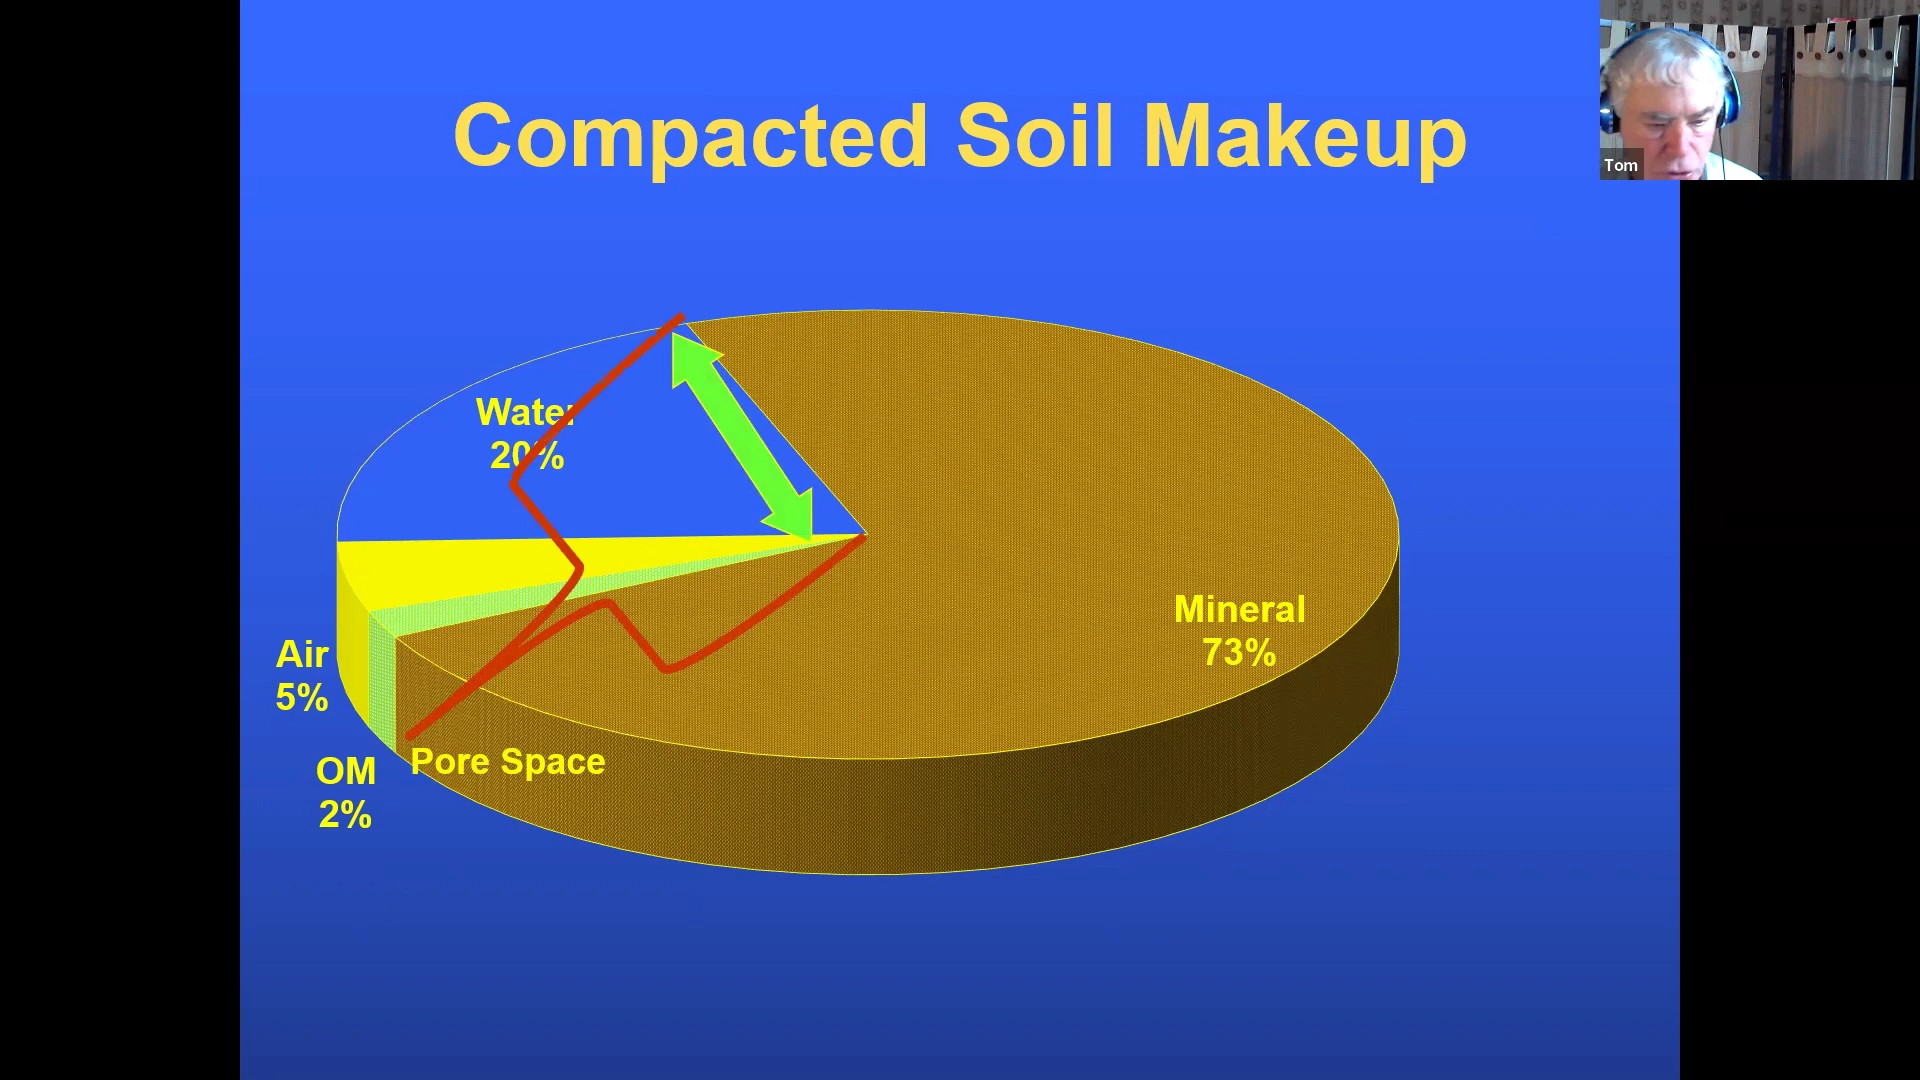 Compacted Soil Makeup
Tom
Water
20%
Mineral
73%
Air
5%
Pore Space
OM
2%